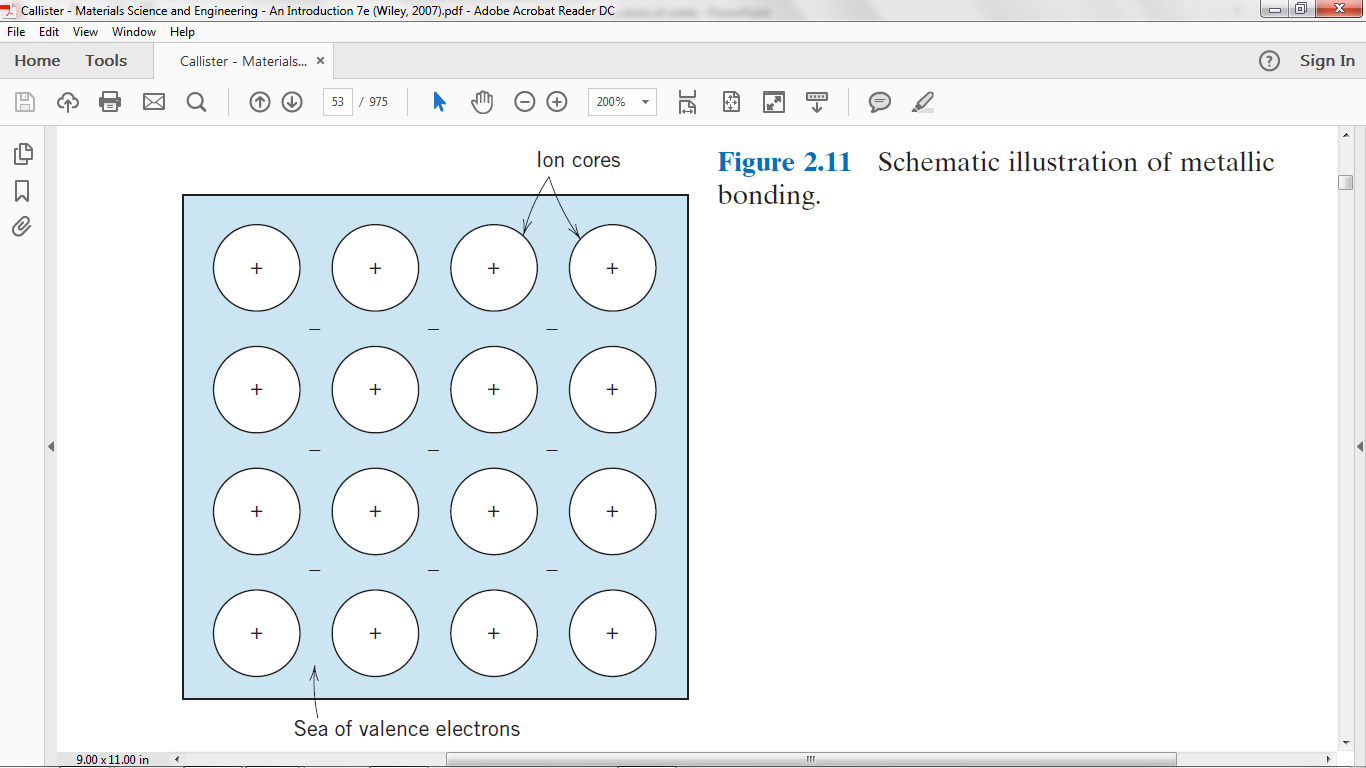 Callister - Materials Science and Engineering - An Introduction 7e (Wiley, 2007).pdf - Adobe Acrobat Reader DC
File Edit View Window Help
Home Tools Callister - Materials... × ? Sign In
53 / 975 200%
Ion cores
Figure 2.11 Schematic illustration of metallic
bonding.
+ + + +
– – –
+ + + +
– – –
+ + + +
– – –
+ + + +
Sea of valence electrons
9.00 x 11.00 in